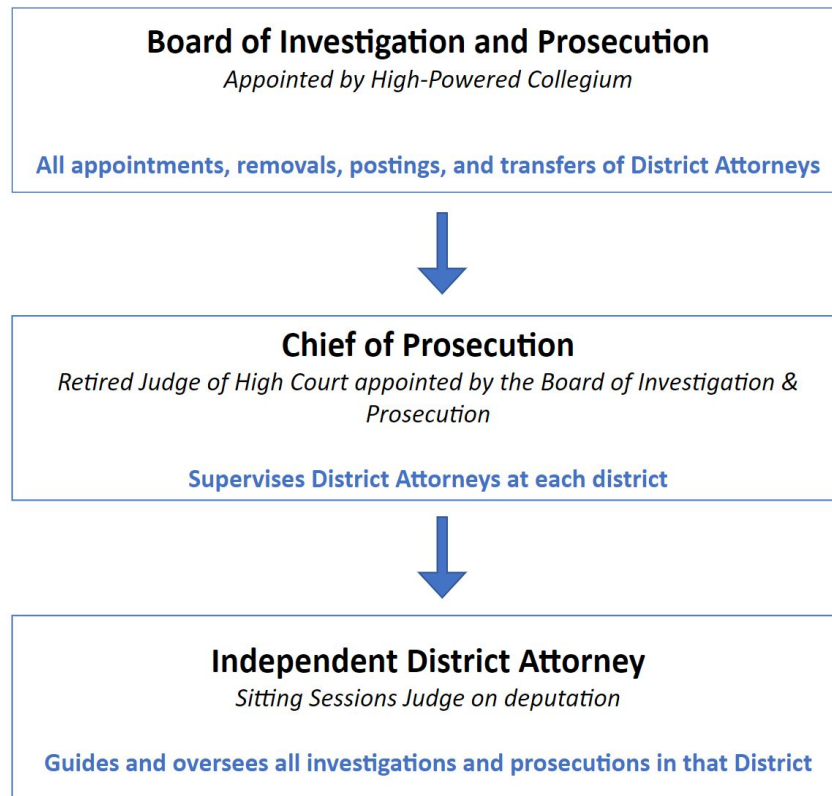 Board of Investigation and Prosecution
Appointed by High-Powered Collegium
All appointments, removals, postings, and transfers of District Attorneys
Chief of Prosecution
Retired Judge of High Court appointed by the Board of Investigation &
Prosecution
Supervises District Attorneys at each district
Independent District Attorney
Sitting Sessions Judge on deputation
Guides and oversees all investigations and prosecutions in that District